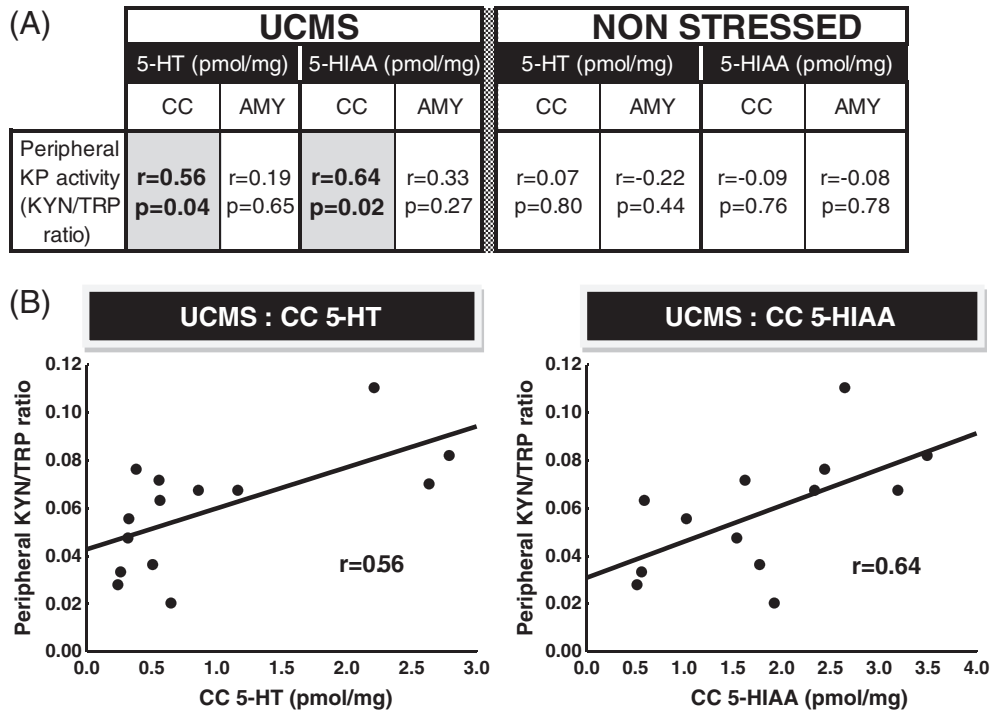 (A)
UCMS NON STRESSED
5-HT (pmol/mg) 5-HIAA (pmol/mg) 5-HT (pmol/mg) 5-HIAA (pmol/mg)
CC AMY CC AMY CC AMY CC AMY
Peripheral
KP activity r=0.56 r=0.19 r=0.64 r=0.33 r=0.07 r=-0.22 r=-0.09 r=-0.08
(KYN/TRP p=0.04 p=0.65 p=0.02 p=0.27 p=0.80 p=0.44 p=0.76 p=0.78
ratio)
(B)
UCMS : CC 5-HT
Peripheral KYN/TRP ratio
0.12
0.10
0.08
0.06
0.04
0.02
0.00
r=0.56
0.0 0.5 1.0 1.5 2.0 2.5 3.0
CC 5-HT (pmol/mg)
UCMS : CC 5-HIAA
Peripheral KYN/TRP ratio
0.12
0.10
0.08
0.06
0.04
0.02
0.00
r=0.64
0.0 0.5 1.0 1.5 2.0 2.5 3.0 3.5 4.0
CC 5-HIAA (pmol/mg)